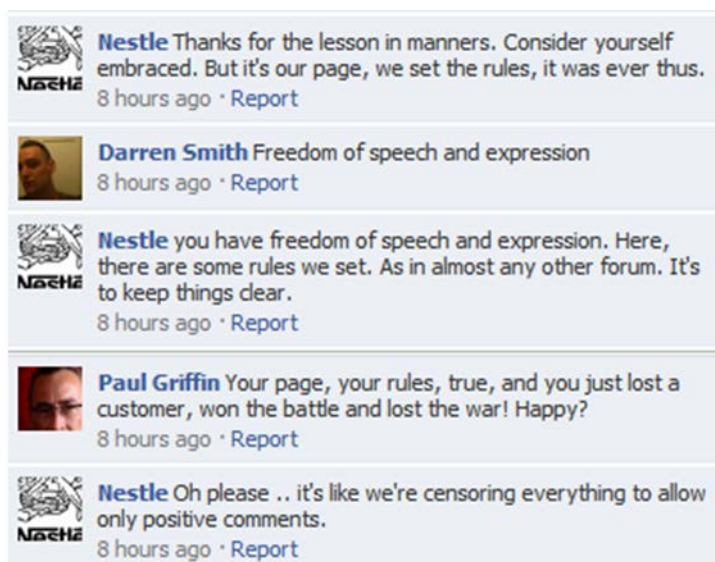 Nestle Thanks for the lesson in manners. Consider yourself
embraced. But it's our page, we set the rules, it was ever thus.
Nestlé
8 hours ago · Report
Darren Smith Freedom of speech and expression
8 hours ago · Report
Nestle you have freedom of speech and expression. Here,
there are some rules we set. As in almost any other forum. It's
Nestlé
to keep things clear.
8 hours ago · Report
Paul Griffin Your page, your rules, true, and you just lost a
customer, won the battle and lost the war! Happy?
8 hours ago · Report
Nestle Oh please .. it's like we're censoring everything to allow
only positive comments.
Nestlé
8 hours ago · Report